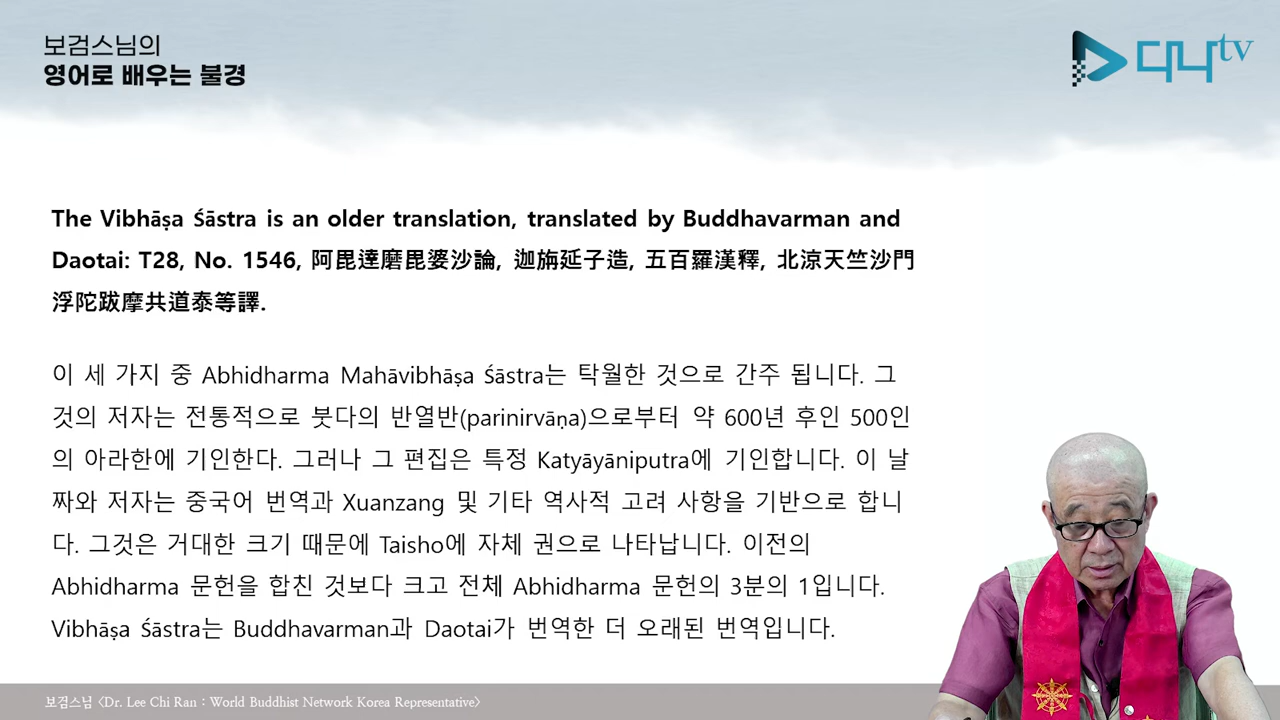 보검스님의
영어로 배우는 불경
다나tv
The Vibhāṣa Śāstra is an older translation, translated by Buddhavarman and
Daotai: T28, No. 1546, 阿毘達磨毘婆沙論, 迦旃延子造, 五百羅漢釋, 北涼天竺沙門
浮陀跋摩共道泰等譯.
이 세 가지 중 Abhidharma Mahāvibhāṣa Śāstra는 탁월한 것으로 간주 됩니다. 그
것의 저자는 전통적으로 붓다의 반열반(parinirvāṇa)으로부터 약 600년 후인 500인
의 아라한에 기인한다. 그러나 그 편집은 특정 Katyāyāniputra에 기인합니다. 이 날
짜와 저자는 중국어 번역과 Xuanzang 및 기타 역사적 고려 사항을 기반으로 합니
다. 그것은 거대한 크기 때문에 Taisho에 자체 권으로 나타납니다. 이전의
Abhidharma 문헌을 합친 것보다 크고 전체 Abhidharma 문헌의 3분의 1입니다.
Vibhāṣa Śāstra는 Buddhavarman과 Daotai가 번역한 더 오래된 번역입니다.
보검스님 <Dr. Lee Chi Ran : World Buddhist Network Korea Representative>